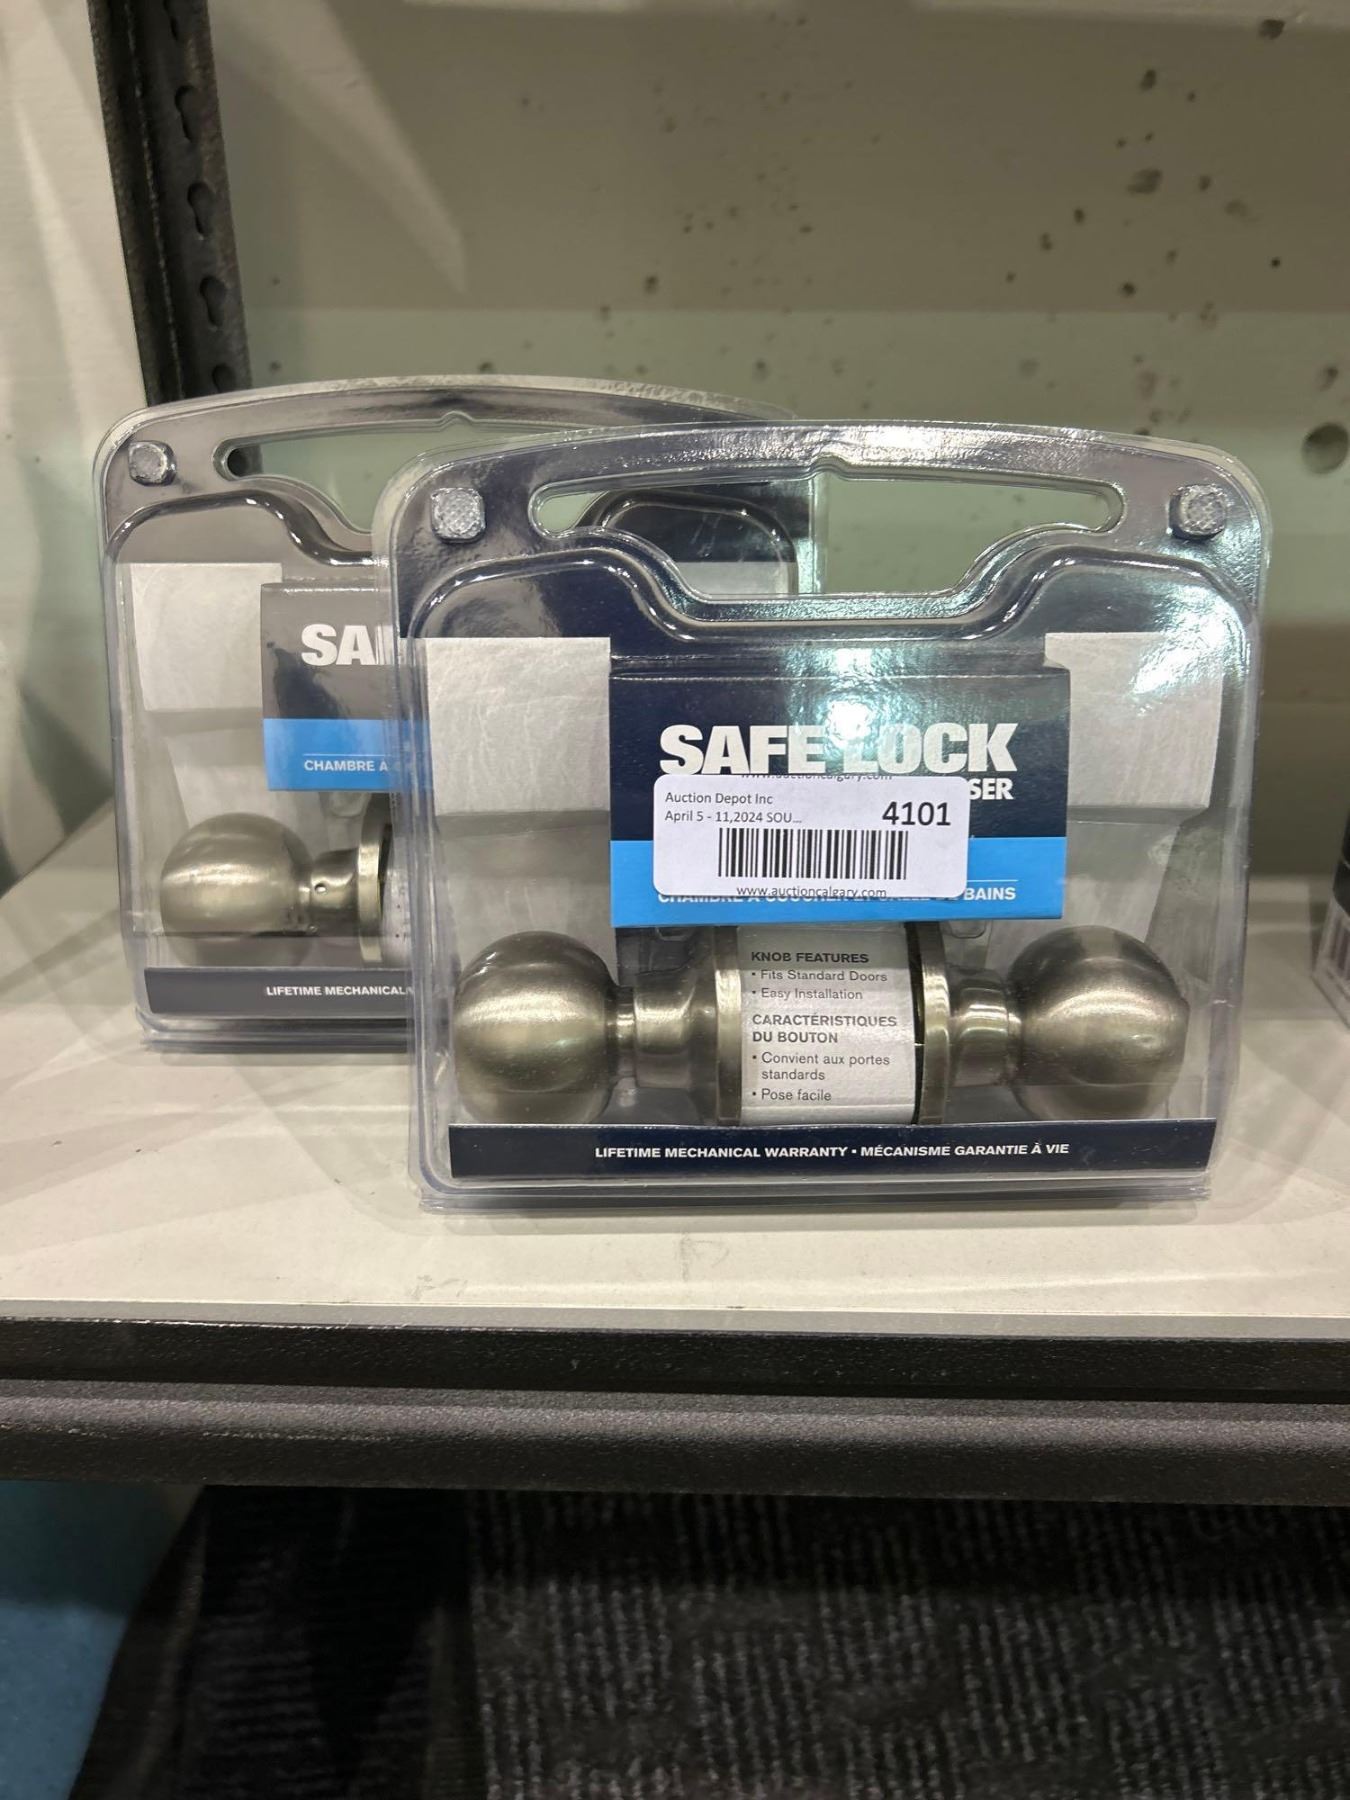 SAFE LOCK
www.auctioncalgary.com
SER
Auction Depot Inc
April 5 - 11,2024 SOU...
4101
www.auctioncalgary.com
CHAMBRE À COUCHER BAINS
KNOB FEATURES
• Fits Standard Doors
• Easy Installation
CARACTÉRISTIQUES
DU BOUTON
• Convient aux portes
standards
• Pose facile
LIFETIME MECHANICAL WARRANTY • MÉCANISME GARANTIE À VIE
SA
CHAMBRE À
LIFETIME MECHANICAL